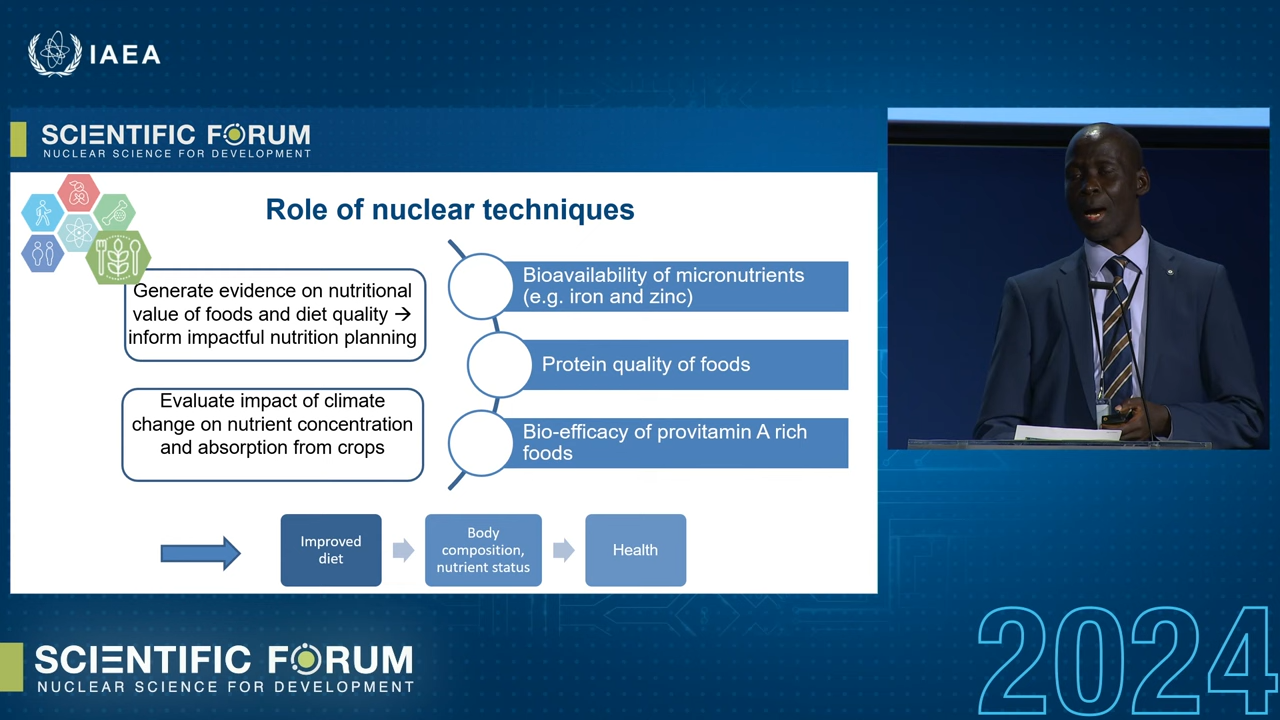 IAEA
SCIENTIFIC FORUM
NUCLEAR SCIENCE FOR DEVELOPMENT
Role of nuclear techniques
Generate evidence on nutritional
value of foods and diet quality →
inform impactful nutrition planning
Evaluate impact of climate
change on nutrient concentration
and absorption from crops
Bioavailability of micronutrients
(e.g. iron and zinc)
Protein quality of foods
Bio-efficacy of provitamin A rich
foods
Improved
diet
Body
composition,
nutrient status
Health
SCIENTIFIC FORUM
NUCLEAR SCIENCE FOR DEVELOPMENT
2024